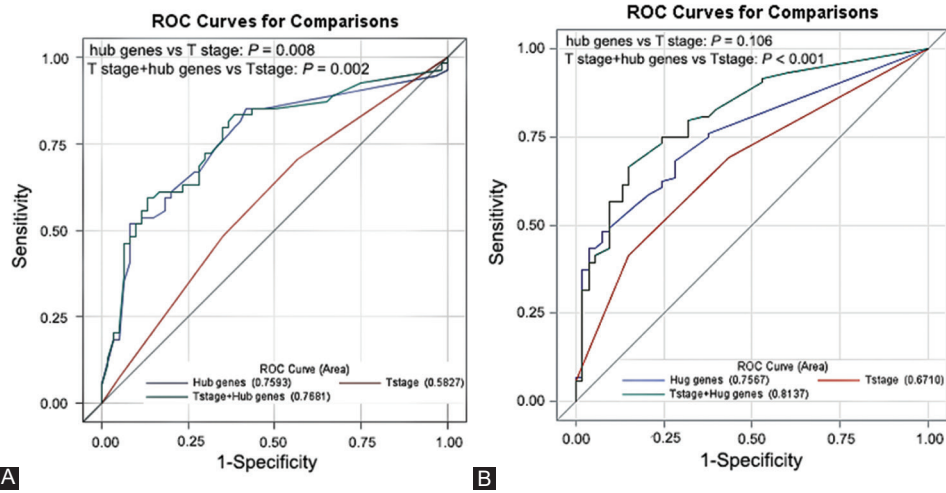 ROC Curves for Comparisons
hub genes vs T stage: P = 0.008
T stage+hub genes vs Tstage: P = 0.002
1.00
0.75
0.50
0.25
0.00
Sensitivity
ROC Curve (Area)
Hub genes (0.7593)
Tstage (0.5827)
Tstage+Hub genes (0.7681)
0.00 0.25 0.50 0.75 1.00
1-Specificity
A
ROC Curves for Comparisons
hub genes vs T stage: P = 0.106
T stage+hub genes vs Tstage: P < 0.001
1.00
0.75
0.50
0.25
0.00
Sensitivity
ROC Curve (Area)
Hug genes (0.7567)
Tstage (0.6710)
Tstage+Hug genes (0.8137)
0.00 0.25 0.50 0.75 1.00
1-Specificity
B